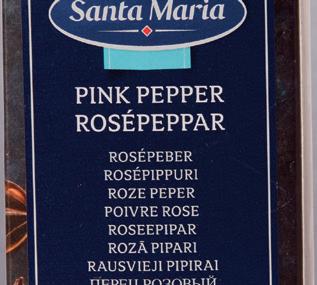 Santa Maria
PINK PEPPER
ROSÉPEPPAR
ROSÉPEBER
ROSÉPIPPURI
ROZE PEPER
POIVRE ROSE
ROSEEPIPAR
ROZĀ PIPARI
RAUSVIEJI PIPIRAI
ПЕРЕЦ РОЗОВЫЙ